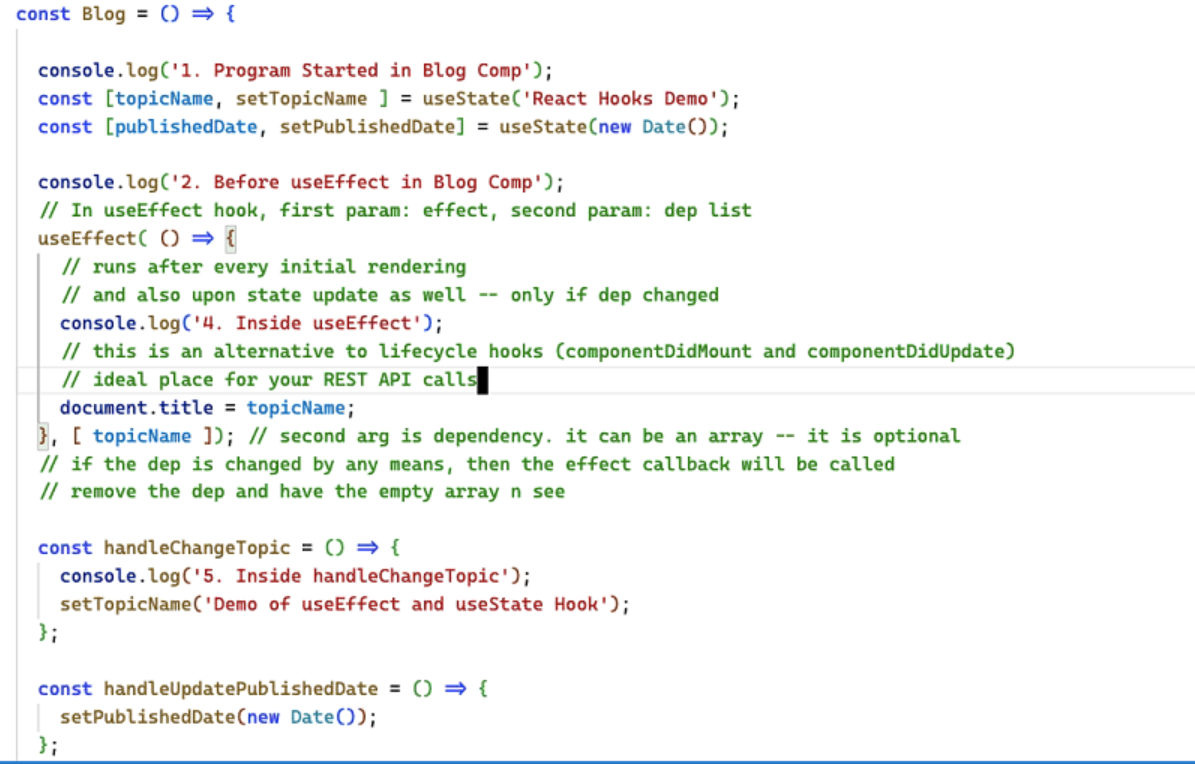 const Blog = () => {
console.log('1. Program Started in Blog Comp');
const [topicName, setTopicName ] = useState('React Hooks Demo');
const [publishedDate, setPublishedDate] = useState(new Date());
console.log('2. Before useEffect in Blog Comp');
// In useEffect hook, first param: effect, second param: dep list
useEffect( () => {
// runs after every initial rendering
// and also upon state update as well -- only if dep changed
console.log('4. Inside useEffect');
// this is an alternative to lifecycle hooks (componentDidMount and componentDidUpdate)
// ideal place for your REST API calls
document.title = topicName;
}, [ topicName ]); // second arg is dependency. it can be an array -- it is optional
// if the dep is changed by any means, then the effect callback will be called
// remove the dep and have the empty array n see
const handleChangeTopic = () => {
console.log('5. Inside handleChangeTopic');
setTopicName('Demo of useEffect and useState Hook');
};
const handleUpdatePublishedDate = () => {
setPublishedDate(new Date());
};